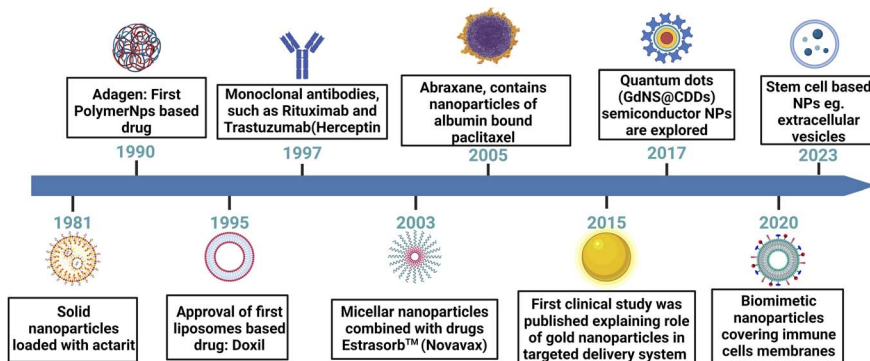 Adagen: First
PolymerNps based
drug
1990
Monoclonal antibodies,
such as Rituximab and
Trastuzumab(Herceptin
1997
Abraxane, contains
nanoparticles of
albumin bound
paclitaxel
2005
Quantum dots
(GdNS@CDDs)
semiconductor NPs
are explored
2017
Stem cell based
NPs eg.
extracellular
vesicles
2023
1981
Solid
nanoparticles
loaded with actarit
1995
Approval of first
liposomes based
drug: Doxil
2003
Micellar nanoparticles
combined with drugs
Estrasorb™ (Novavax)
2015
First clinical study was
published explaining role
of gold nanoparticles in
targeted delivery system
2020
Biomimetic
nanoparticles
covering immune
cells membranes